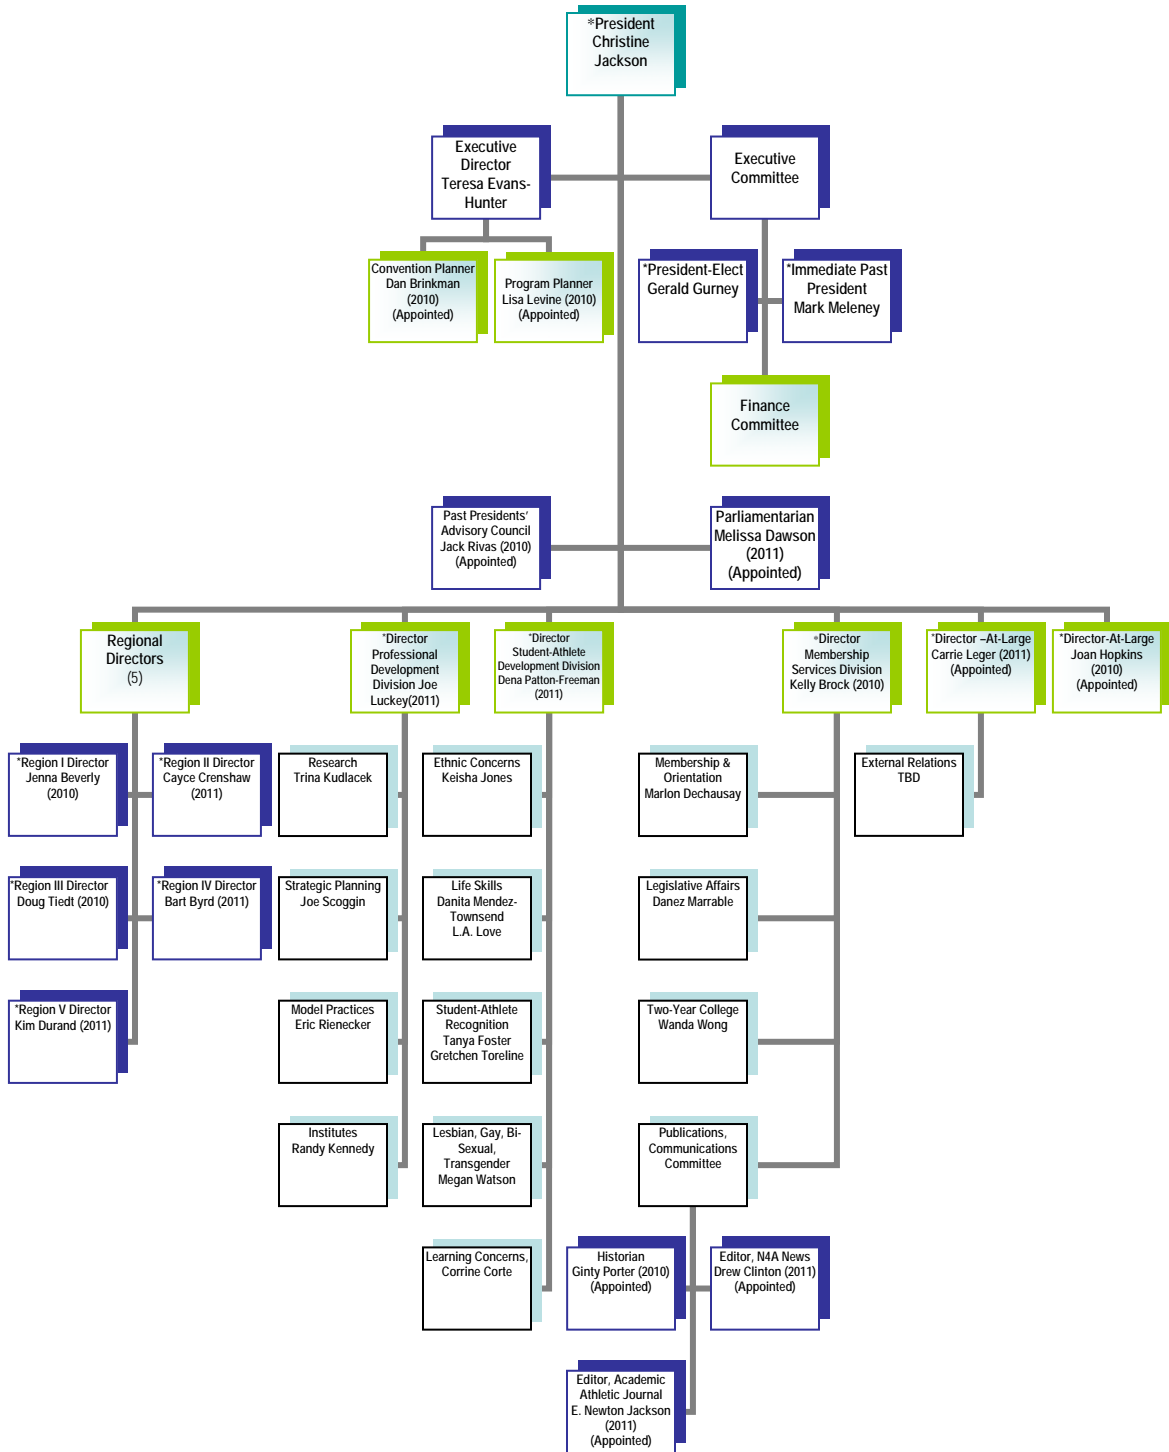 *President
Christine
Jackson
Executive
Director
Teresa Evans-
Hunter
Executive
Committee
Convention Planner
Dan Brinkman
(2010)
(Appointed)
Program Planner
Lisa Levine (2010)
(Appointed)
*President-Elect
Gerald Gurney
*Immediate Past
President
Mark Meleney
Finance
Committee
Past Presidents'
Advisory Council
Jack Rivas (2010)
(Appointed)
Parliamentarian
Melissa Dawson
(2011)
(Appointed)
Regional
Directors
(5)
*Director
Professional
Development
Division Joe
Luckey(2011)
*Director
Student-Athlete
Development Division
Dena Patton-Freeman
(2011)
*Director
Membership
Services Division
Kelly Brock (2010)
*Director –At-Large
Carrie Leger (2011)
(Appointed)
*Director-At-Large
Joan Hopkins
(2010)
(Appointed)
*Region I Director
Jenna Beverly
(2010)
*Region II Director
Cayce Crenshaw
(2011)
Research
Trina Kudlacek
Ethnic Concerns
Keisha Jones
Membership &
Orientation
Marlon Dechausay
External Relations
TBD
*Region III Director
Doug Tiedt (2010)
*Region IV Director
Bart Byrd (2011)
Strategic Planning
Joe Scoggin
Life Skills
Danita Mendez-
Townsend
L.A. Love
Legislative Affairs
Danez Marrable
*Region V Director
Kim Durand (2011)
Model Practices
Eric Rienecker
Student-Athlete
Recognition
Tanya Foster
Gretchen Toreline
Two-Year College
Wanda Wong
Institutes
Randy Kennedy
Lesbian, Gay, Bi-
Sexual,
Transgender
Megan Watson
Publications,
Communications
Committee
Learning Concerns,
Corrine Corte
Historian
Ginty Porter (2010)
(Appointed)
Editor, N4A News
Drew Clinton (2011)
(Appointed)
Editor, Academic
Athletic Journal
E. Newton Jackson
(2011)
(Appointed)